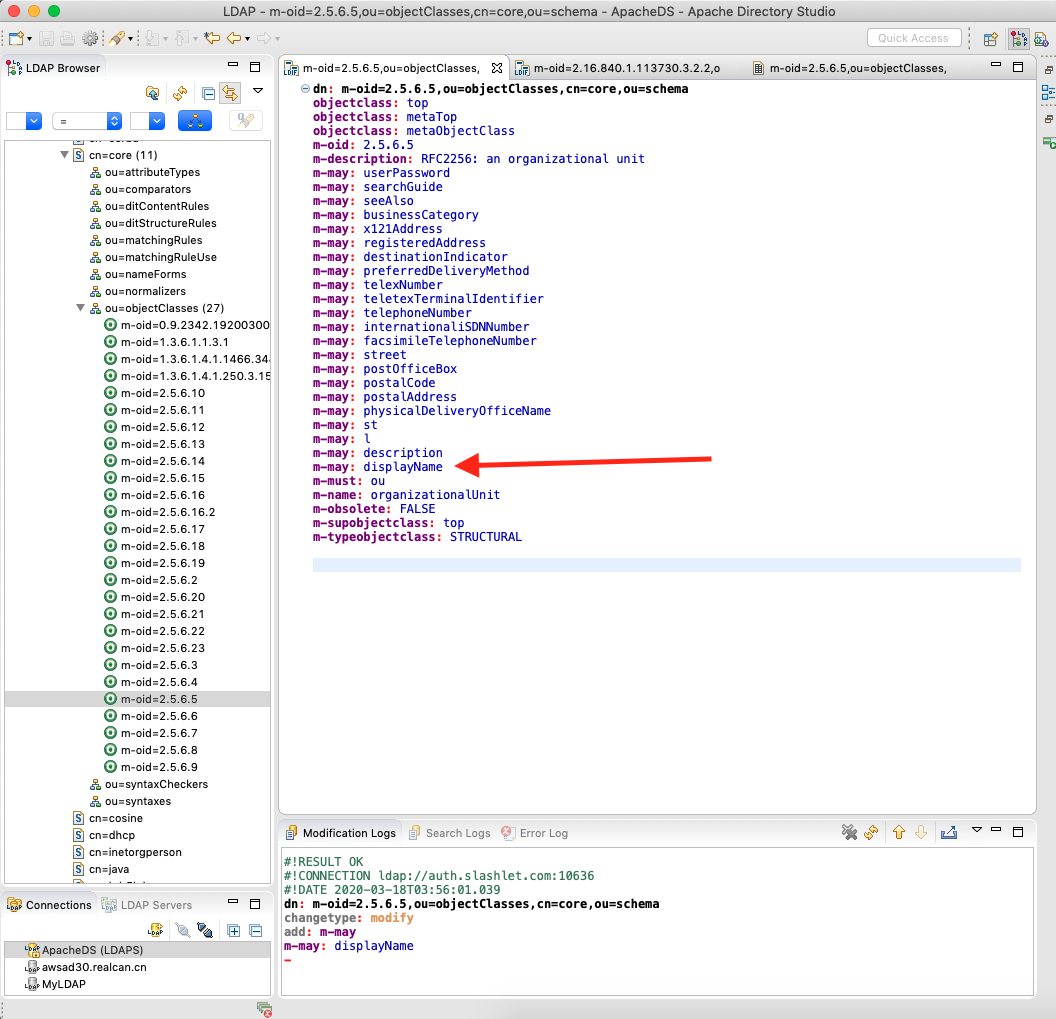 LDAP - m-oid=2.5.6.5,ou=objectClasses,cn=core,ou=schema - ApacheDS - Apache Directory Studio
Quick Access
LDAP Browser
=
cn=core (11)
ou=attributeTypes
ou=comparators
ou=ditContentRules
ou=ditStructureRules
ou=matchingRules
ou=matchingRuleUse
ou=nameForms
ou=normalizers
ou=objectClasses (27)
m-oid=0.9.2342.19200300
m-oid=1.3.6.1.1.3.1
m-oid=1.3.6.1.4.1.1466.344
m-oid=1.3.6.1.4.1.250.3.15
m-oid=2.5.6.10
m-oid=2.5.6.11
m-oid=2.5.6.12
m-oid=2.5.6.13
m-oid=2.5.6.14
m-oid=2.5.6.15
m-oid=2.5.6.16
m-oid=2.5.6.16.2
m-oid=2.5.6.17
m-oid=2.5.6.18
m-oid=2.5.6.19
m-oid=2.5.6.2
m-oid=2.5.6.20
m-oid=2.5.6.21
m-oid=2.5.6.22
m-oid=2.5.6.23
m-oid=2.5.6.3
m-oid=2.5.6.4
m-oid=2.5.6.5
m-oid=2.5.6.6
m-oid=2.5.6.7
m-oid=2.5.6.8
m-oid=2.5.6.9
ou=syntaxCheckers
ou=syntaxes
cn=cosine
cn=dhcp
cn=inetorgperson
cn=java
Connections
LDAP Servers
ApacheDS (LDAPS)
awsad30.realcan.cn
MyLDAP
m-oid=2.5.6.5,ou=objectClasses,
m-oid=2.16.840.1.113730.3.2.2,o
m-oid=2.5.6.5,ou=objectClasses,
dn: m-oid=2.5.6.5,ou=objectClasses,cn=core,ou=schema
objectclass: top
objectclass: metaTop
objectclass: metaObjectClass
m-oid: 2.5.6.5
m-description: RFC2256: an organizational unit
m-may: userPassword
m-may: searchGuide
m-may: seeAlso
m-may: businessCategory
m-may: x121Address
m-may: registeredAddress
m-may: destinationIndicator
m-may: preferredDeliveryMethod
m-may: telexNumber
m-may: teletexTerminalIdentifier
m-may: telephoneNumber
m-may: internationaliSDNNumber
m-may: facsimileTelephoneNumber
m-may: street
m-may: postOfficeBox
m-may: postalCode
m-may: postalAddress
m-may: physicalDeliveryOfficeName
m-may: st
m-may: l
m-may: description
m-may: displayName
m-must: ou
m-name: organizationalUnit
m-obsolete: FALSE
m-supobjectclass: top
m-typeobjectclass: STRUCTURAL
Modification Logs
Search Logs
Error Log
#!RESULT OK
#!CONNECTION ldap://auth.slashlet.com:10636
#!DATE 2020-03-18T03:56:01.039
dn: m-oid=2.5.6.5,ou=objectClasses,cn=core,ou=schema
changetype: modify
add: m-may
m-may: displayName
-